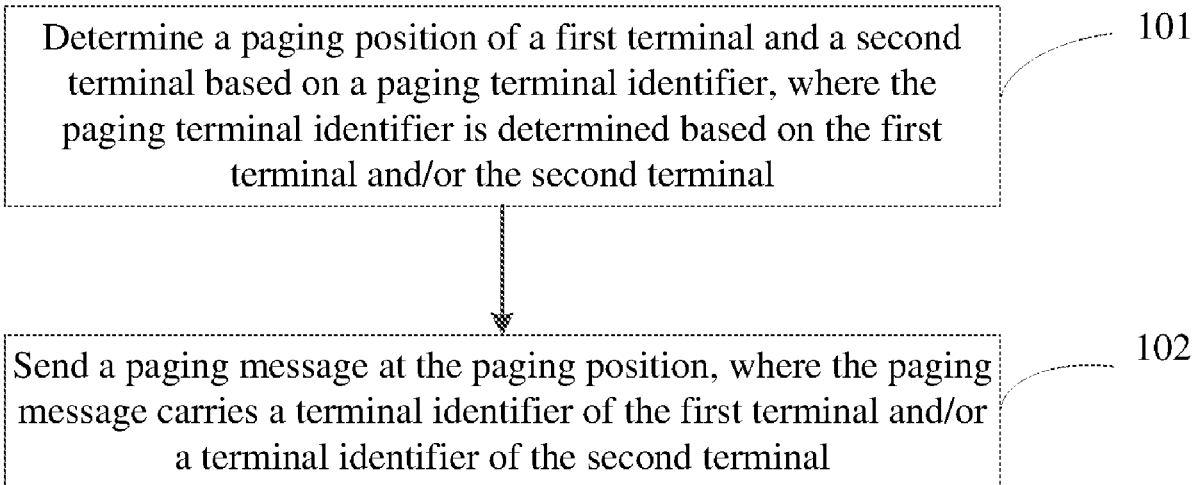 Determine a paging position of a first terminal and a second
terminal based on a paging terminal identifier, where the
paging terminal identifier is determined based on the first
terminal and/or the second terminal
101
Send a paging message at the paging position, where the paging
message carries a terminal identifier of the first terminal and/or
a terminal identifier of the second terminal
102